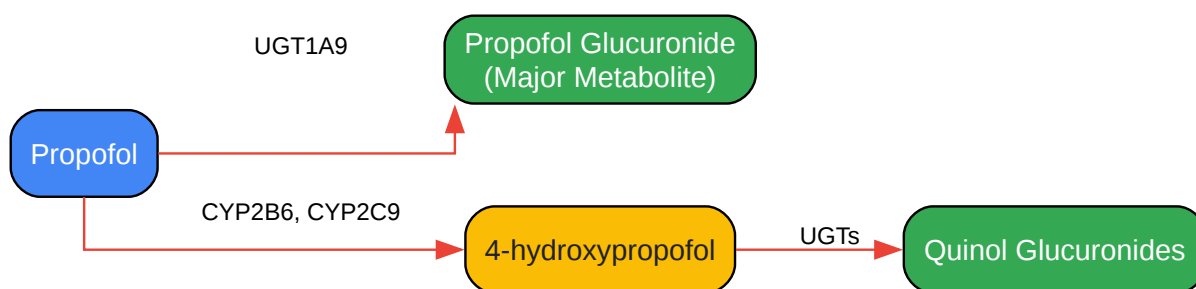 UGT1A9
Propofol Glucuronide
(Major Metabolite)
Propofol
CYP2B6, CYP2C9
4-hydroxypropofol
UGTs
Quinol Glucuronides